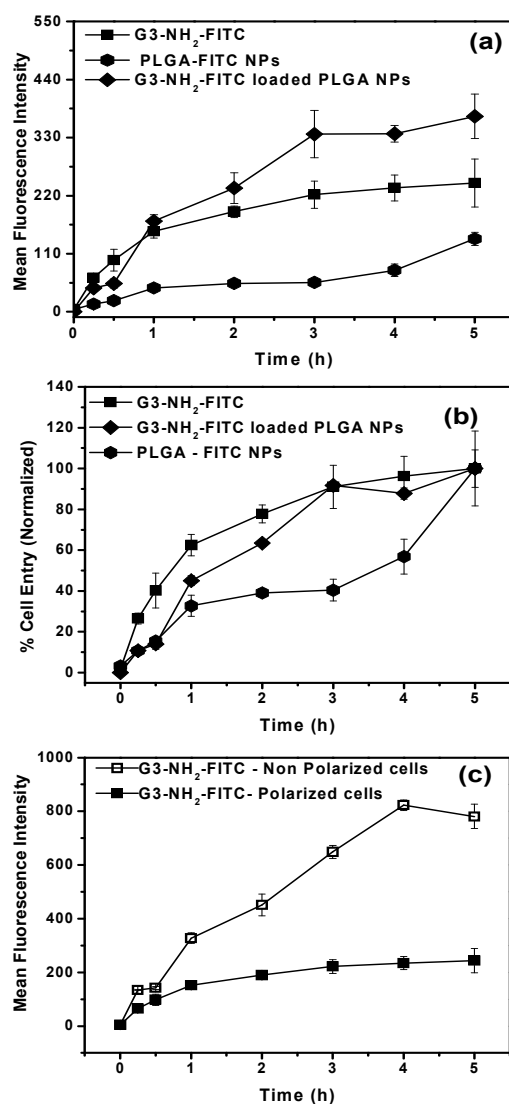 (a)
G3-NH₂-FITC
PLGA-FITC NPs
G3-NH₂-FITC loaded PLGA NPs
Mean Fluorescence Intensity
550
440
330
220
110
0
0 1 2 3 4 5
Time (h)
(b)
G3-NH₂-FITC
G3-NH₂-FITC loaded PLGA NPs
PLGA - FITC NPs
% Cell Entry (Normalized)
140
120
100
80
60
40
20
0
0 1 2 3 4 5
Time (h)
(c)
G3-NH₂-FITC - Non Polarized cells
G3-NH₂-FITC- Polarized cells
Mean Fluorescence Intensity
1000
800
600
400
200
0
0 1 2 3 4 5
Time (h)